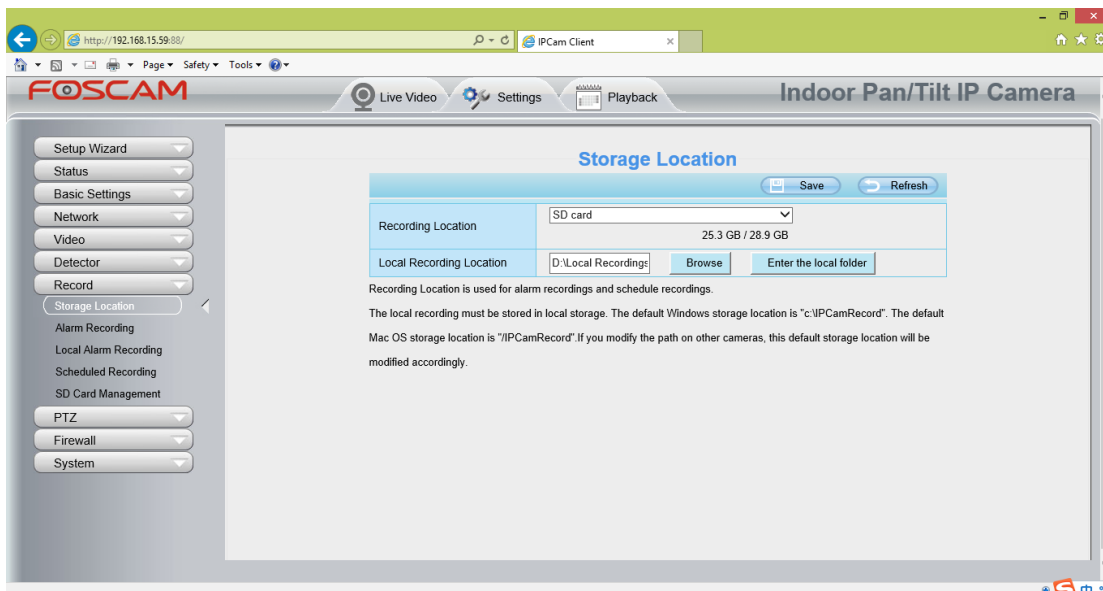 http://192.168.15.59:88/
IPCam Client
Page Safety Tools
FOSCAM
Live Video
Settings
Playback
Indoor Pan/Tilt IP Camera
Setup Wizard
Status
Basic Settings
Network
Video
Detector
Record
Storage Location
Alarm Recording
Local Alarm Recording
Scheduled Recording
SD Card Management
PTZ
Firewall
System
Storage Location
Save Refresh
Recording Location SD card
25.3 GB / 28.9 GB
Local Recording Location D:\Local Recordings Browse Enter the local folder
Recording Location is used for alarm recordings and schedule recordings.
The local recording must be stored in local storage. The default Windows storage location is "c:\IPCamRecord". The default
Mac OS storage location is "/IPCamRecord".If you modify the path on other cameras, this default storage location will be
modified accordingly.
中